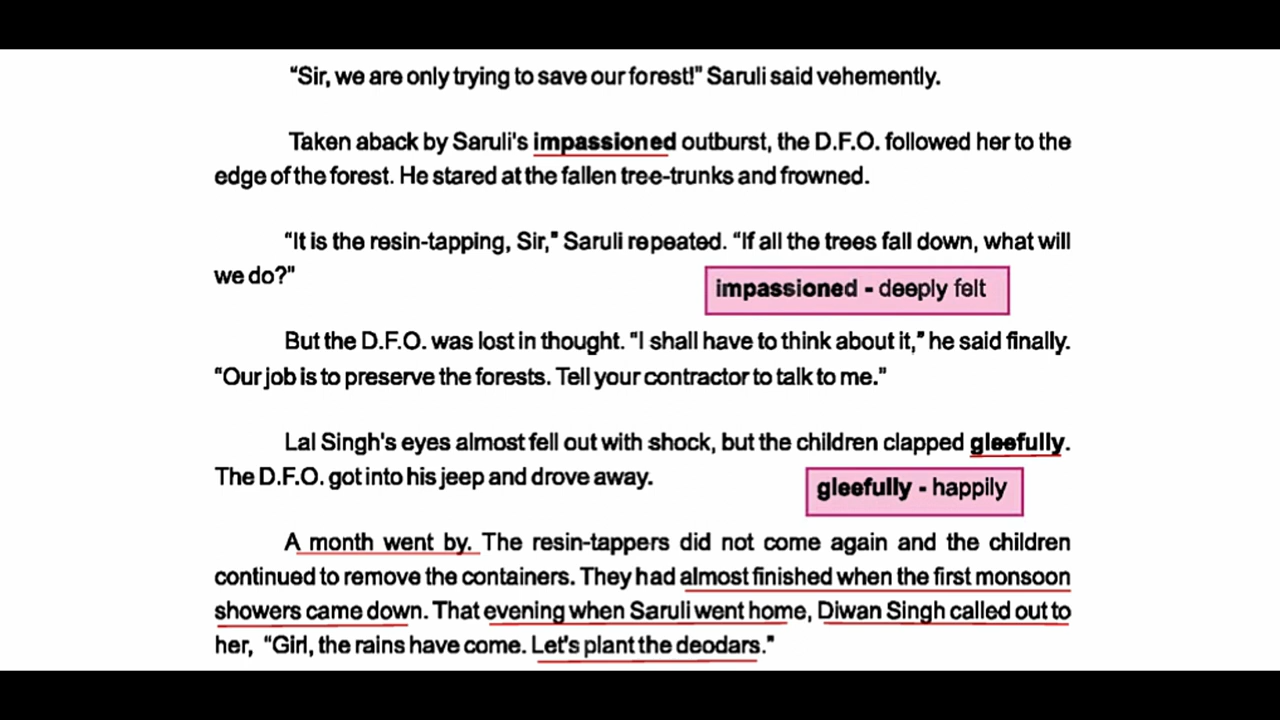 “Sir, we are only trying to save our forest!” Saruli said vehemently.
Taken aback by Saruli's impassioned outburst, the D.F.O. followed her to the
edge of the forest. He stared at the fallen tree-trunks and frowned.
“It is the resin-tapping, Sir,” Saruli repeated. “If all the trees fall down, what will
we do?”
impassioned - deeply felt
But the D.F.O. was lost in thought. “I shall have to think about it,” he said finally.
“Our job is to preserve the forests. Tell your contractor to talk to me.”
Lal Singh's eyes almost fell out with shock, but the children clapped gleefully.
The D.F.O. got into his jeep and drove away.
gleefully - happily
A month went by. The resin-tappers did not come again and the children
continued to remove the containers. They had almost finished when the first monsoon
showers came down. That evening when Saruli went home, Diwan Singh called out to
her, “Girl, the rains have come. Let's plant the deodars.”